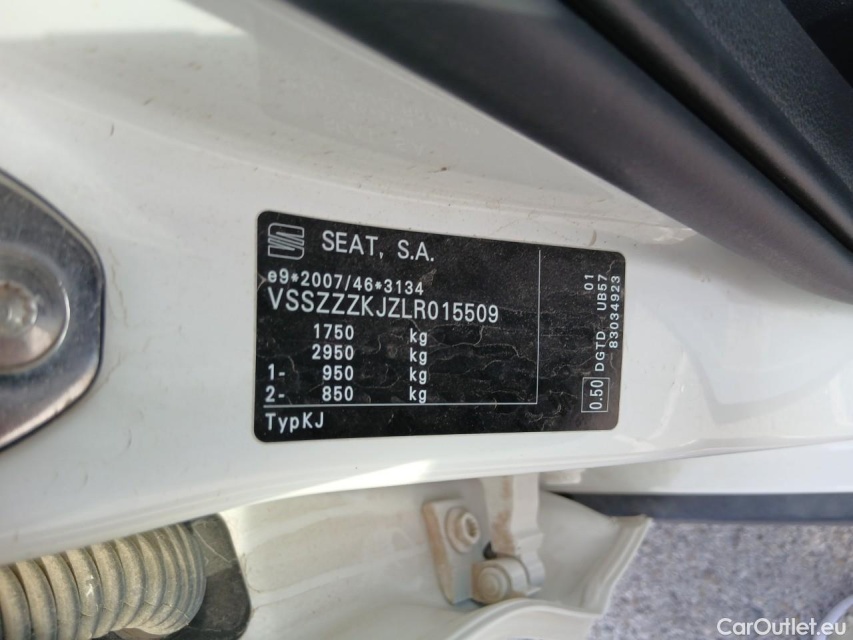 SEAT, S.A.
e9*2007/46*3134
VSSZZZKJZLR015509
1750 kg
2950 kg
1- 950 kg
2- 850 kg
TypKJ
0.50 DGTD UB57 01
83034923
CarOutlet.eu